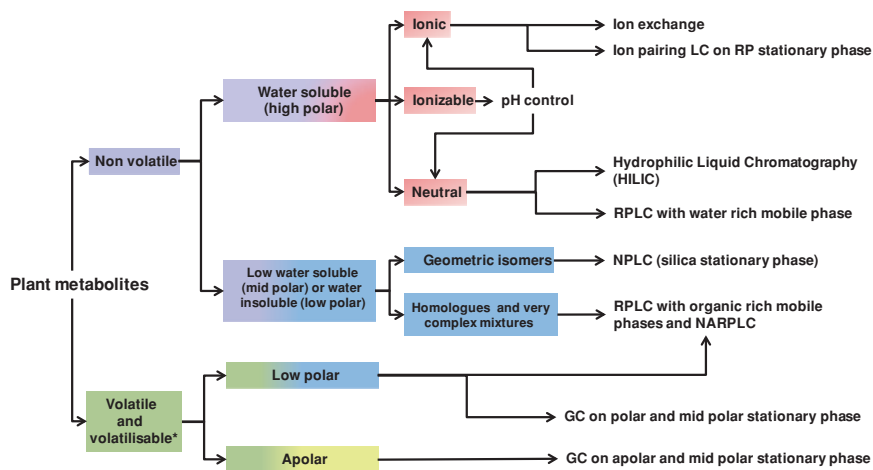 Plant metabolites
Non volatile
Water soluble
(high polar)
Ionic
Ion exchange
Ion pairing LC on RP stationary phase
Ionizable
pH control
Neutral
Hydrophilic Liquid Chromatography
(HILIC)
RPLC with water rich mobile phase
Low water soluble
(mid polar) or water
insoluble (low polar)
Geometric isomers
NPLC (silica stationary phase)
Homologues and very
complex mixtures
RPLC with organic rich mobile
phases and NARPLC
Volatile
and
volatilisable*
Low polar
GC on polar and mid polar stationary phase
Apolar
GC on apolar and mid polar stationary phase